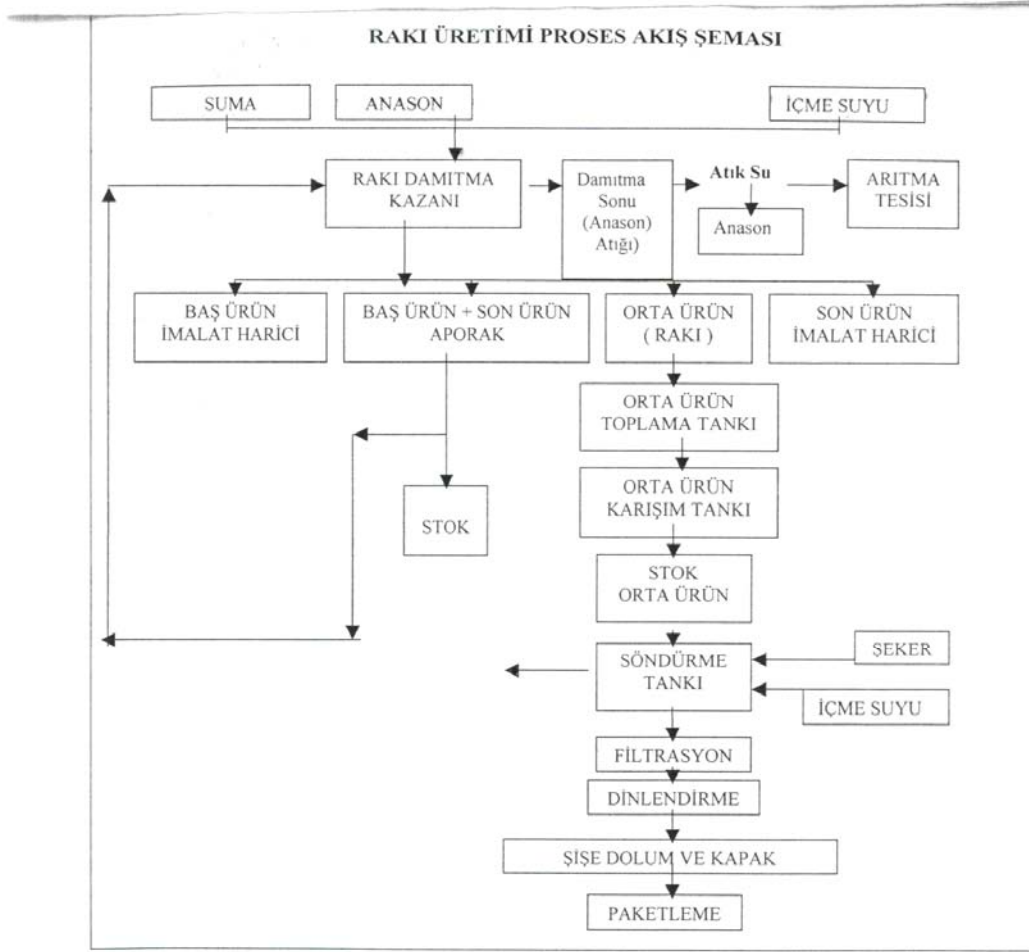 RAKI ÜRETİMİ PROSES AKIŞ ŞEMASI
SUMA
ANASON
İÇME SUYU
RAKI DAMITMA
KAZANI
Damıtma
Sonu
(Anason)
Atığı)
Atık Su
Anason
ARITMA
TESİSİ
BAŞ ÜRÜN
İMALAT HARİCİ
BAŞ ÜRÜN + SON ÜRÜN
APORAK
ORTA ÜRÜN
( RAKI )
SON ÜRÜN
İMALAT HARİCİ
ORTA ÜRÜN
TOPLAMA TANKI
ORTA ÜRÜN
KARIŞIM TANKI
STOK
STOK
ORTA ÜRÜN
SÖNDÜRME
TANKI
ŞEKER
İÇME SUYU
FİLTRASYON
DİNLENDİRME
ŞİŞE DOLUM VE KAPAK
PAKETLEME